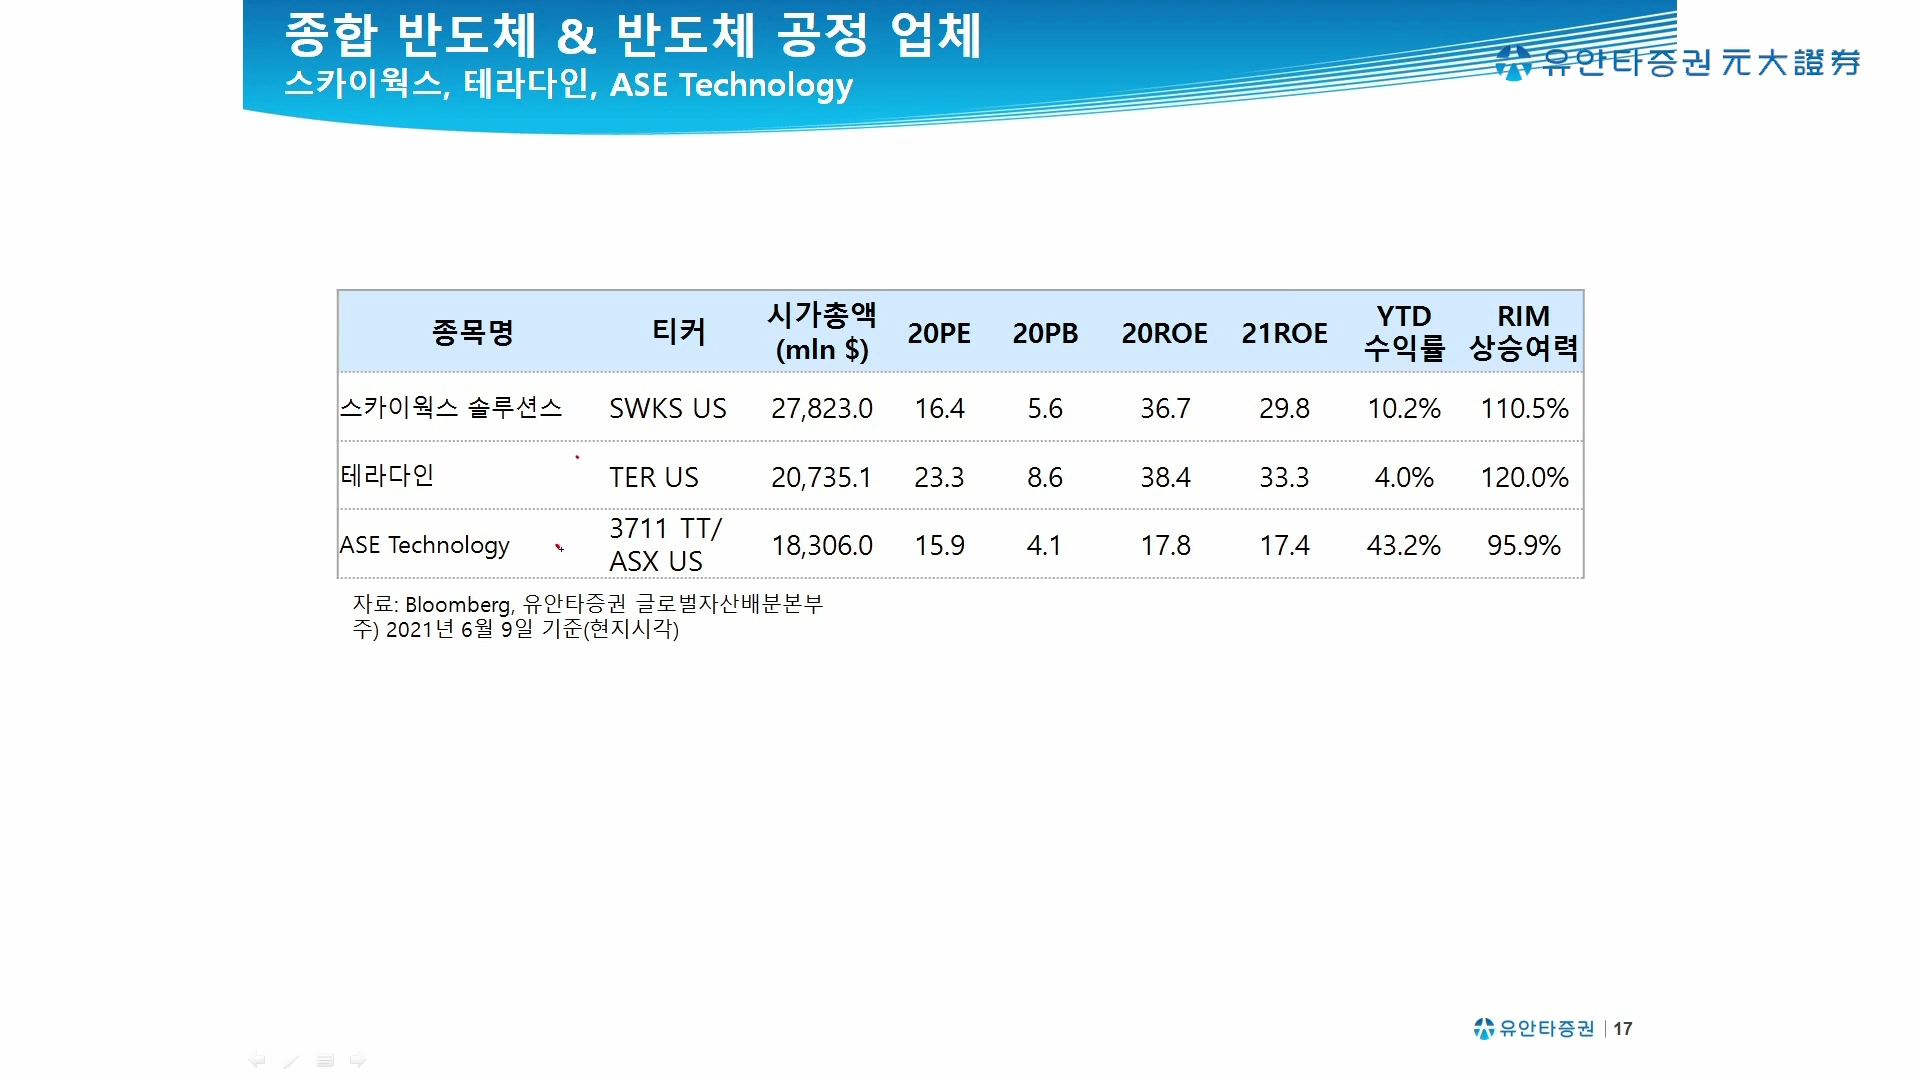 종합 반도체 & 반도체 공정 업체
스카이웍스, 테라다인, ASE Technology
유안타증권 元大證券
종목명 티커 시가총액 (mln $) 20PE 20PB 20ROE 21ROE YTD 수익률 RIM 상승여력
스카이웍스 솔루션스 SWKS US 27,823.0 16.4 5.6 36.7 29.8 10.2% 110.5%
테라다인 TER US 20,735.1 23.3 8.6 38.4 33.3 4.0% 120.0%
ASE Technology 3711 TT/ ASX US 18,306.0 15.9 4.1 17.8 17.4 43.2% 95.9%
자료: Bloomberg, 유안타증권 글로벌자산배분본부
주) 2021년 6월 9일 기준(현지시각)
유안타증권 | 17